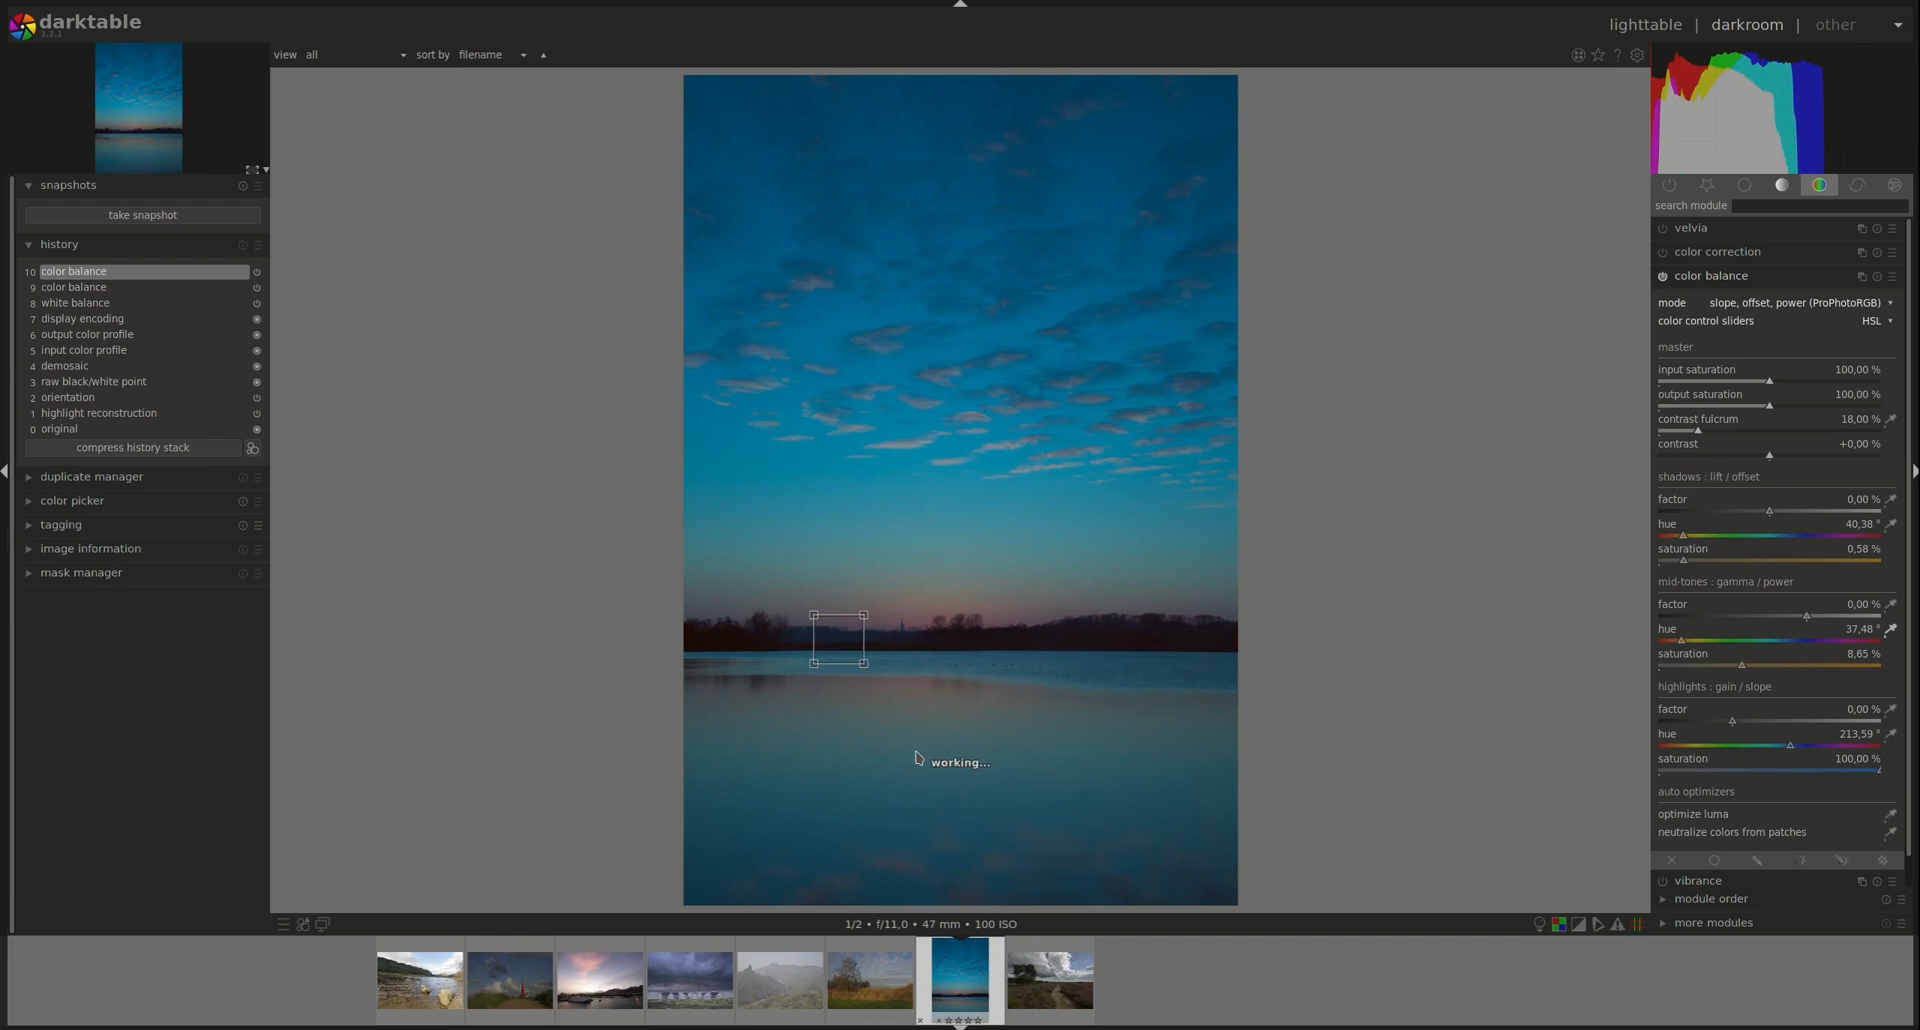 darktable
3.2.1
lighttable | darkroom | other
view all sort by filename
snapshots
take snapshot
history
10 color balance
9 color balance
8 white balance
7 display encoding
6 output color profile
5 input color profile
4 demosaic
3 raw black/white point
2 orientation
1 highlight reconstruction
0 original
compress history stack
duplicate manager
color picker
tagging
image information
mask manager
working...
1/2 • f/11,0 • 47 mm • 100 ISO
search module
velvia
color correction
color balance
mode slope, offset, power (ProPhotoRGB)
color control sliders HSL
master
input saturation 100,00 %
output saturation 100,00 %
contrast fulcrum 18,00 %
contrast +0,00 %
shadows : lift / offset
factor 0,00 %
hue 40,38 °
saturation 0,58 %
mid-tones : gamma / power
factor 0,00 %
hue 37,48 °
saturation 8,65 %
highlights : gain / slope
factor 0,00 %
hue 213,59 °
saturation 100,00 %
auto optimizers
optimize luma
neutralize colors from patches
vibrance
module order
more modules